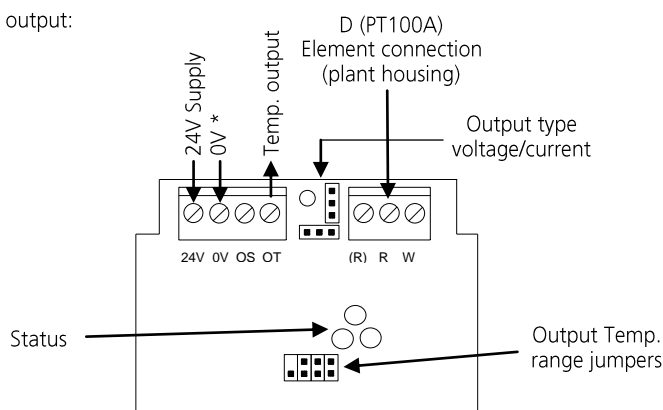 output:
D (PT100A)
Element connection
(plant housing)
24V Supply
0V *
Temp. output
Output type
voltage/current
24V 0V OS OT
(R) R W
Status
Output Temp.
range jumpers